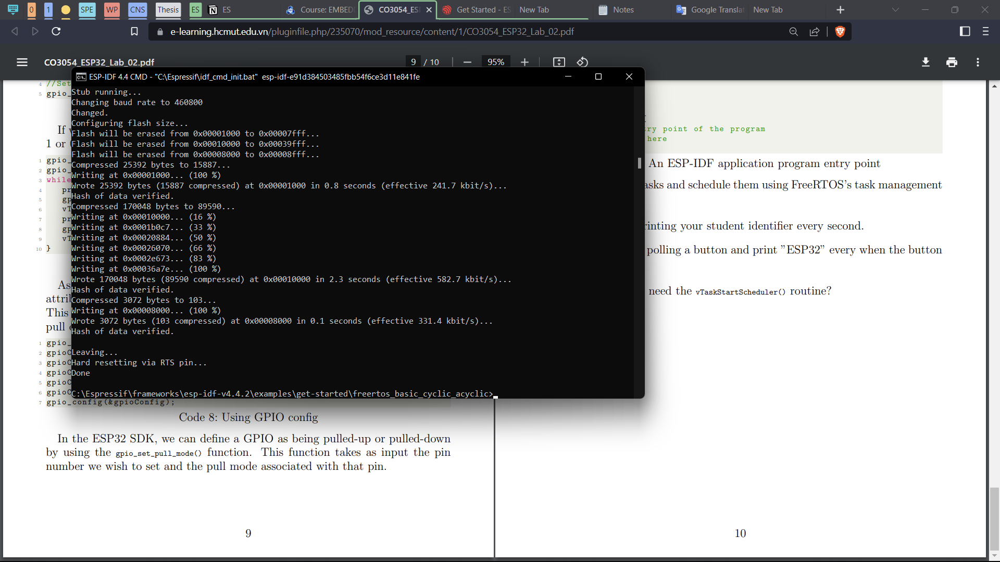 0
1
SPE
WP
CNS
Thesis
ES
ES
Course: EMBED
CO3054_ES
Get Started - ES
New Tab
Notes
Google Translat
New Tab
e-learning.hcmut.edu.vn/pluginfile.php/235070/mod_resource/content/1/CO3054_ESP32_Lab_02.pdf
CO3054_ESP32_Lab_02.pdf
9 / 10
95%
ESP-IDF 4.4 CMD - "C:\Espressif\idf_cmd_init.bat" esp-idf-e91d384503485fbb54f6ce3d11e841fe
Stub running...
Changing baud rate to 460800
Changed.
Configuring flash size...
Flash will be erased from 0x00001000 to 0x00007fff...
Flash will be erased from 0x00010000 to 0x00039fff...
Flash will be erased from 0x00008000 to 0x00008fff...
Compressed 25392 bytes to 15887...
Writing at 0x00001000... (100 %)
Wrote 25392 bytes (15887 compressed) at 0x00001000 in 0.8 seconds (effective 241.7 kbit/s)...
Hash of data verified.
Compressed 170048 bytes to 89590...
Writing at 0x00010000... (16 %)
Writing at 0x0001b0c7... (33 %)
Writing at 0x00020884... (50 %)
Writing at 0x00026070... (66 %)
Writing at 0x0002e673... (83 %)
Writing at 0x00036a7e... (100 %)
Wrote 170048 bytes (89590 compressed) at 0x00010000 in 2.3 seconds (effective 582.7 kbit/s)...
Hash of data verified.
Compressed 3072 bytes to 103...
Writing at 0x00008000... (100 %)
Wrote 3072 bytes (103 compressed) at 0x00008000 in 0.1 seconds (effective 331.4 kbit/s)...
Hash of data verified.
Leaving...
Hard resetting via RTS pin...
Done
C:\Espressif\frameworks\esp-idf-v4.4.2\examples\get-started\freertos_basic_cyclic_acyclic>
4 //Set
5 gpio_
If
1 or
1 gpio_
2 gpio_
3 while
4 pr
5 gp
6 vT
7 pr
8 gp
9 vT
10 }
As
attri
This
pull
1 gpio_
2 gpioC
3 gpioC
4 gpioC
5 gpioC
6 gpioC
7 gpio_config(&gpioConfig);
Code 8: Using GPIO config
In the ESP32 SDK, we can define a GPIO as being pulled-up or pulled-down
by using the gpio_set_pull_mode() function. This function takes as input the pin
number we wish to set and the pull mode associated with that pin.
9
ry point of the program
here
An ESP-IDF application program entry point
asks and schedule them using FreeRTOS's task management
rinting your student identifier every second.
polling a button and print ”ESP32” every when the button
need the vTaskStartScheduler() routine?
10